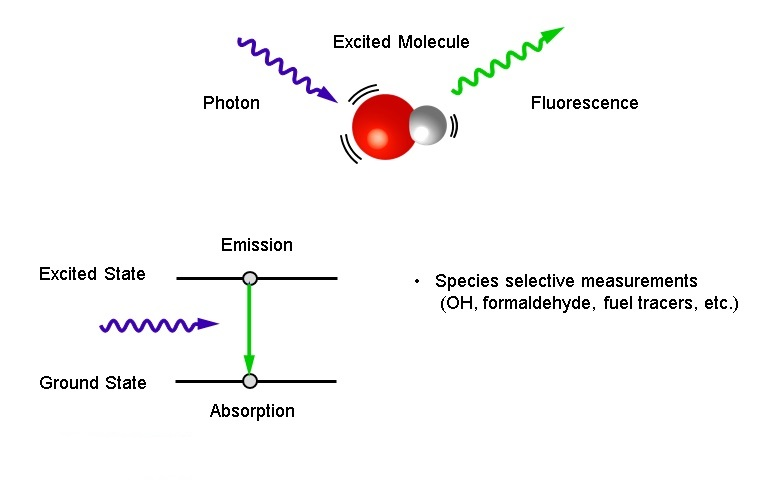 Excited Molecule
Photon
Fluorescence
Emission
Excited State
• Species selective measurements
(OH, formaldehyde, fuel tracers, etc.)
Ground State
Absorption